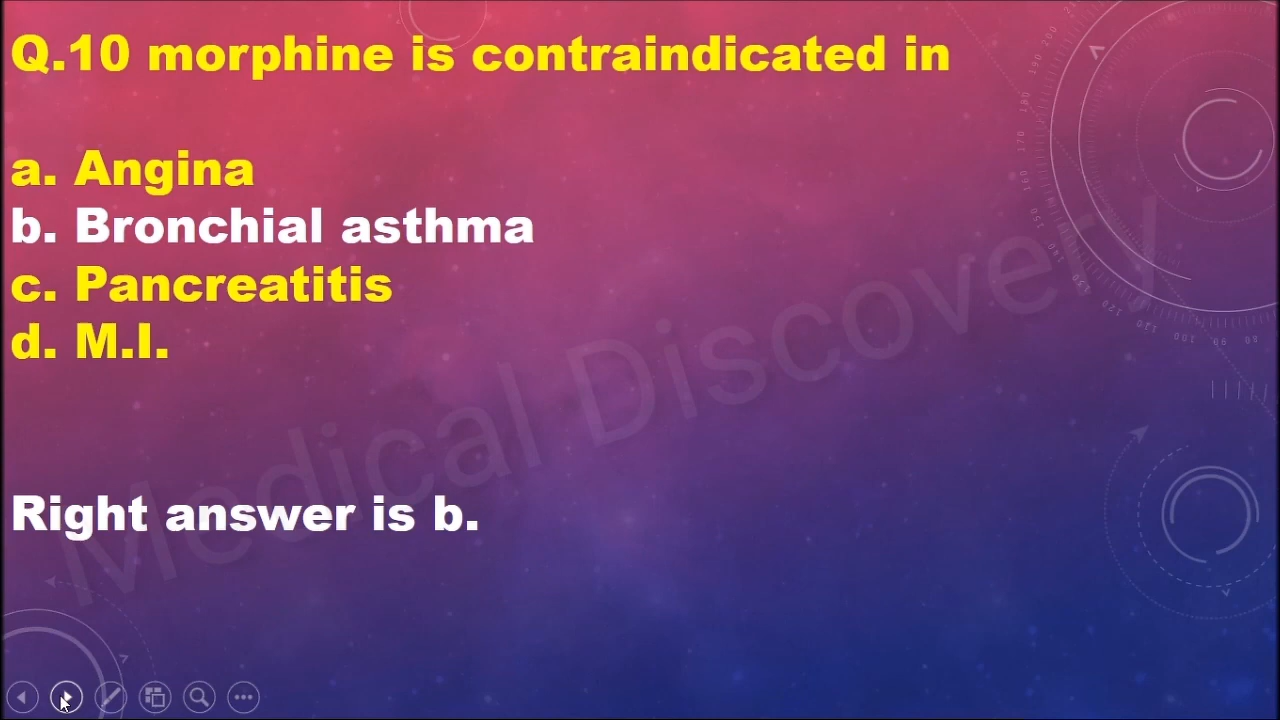 Q.10 morphine is contraindicated in
a. Angina
b. Bronchial asthma
c. Pancreatitis
d. M.I.
Right answer is b.
Medical Discovery